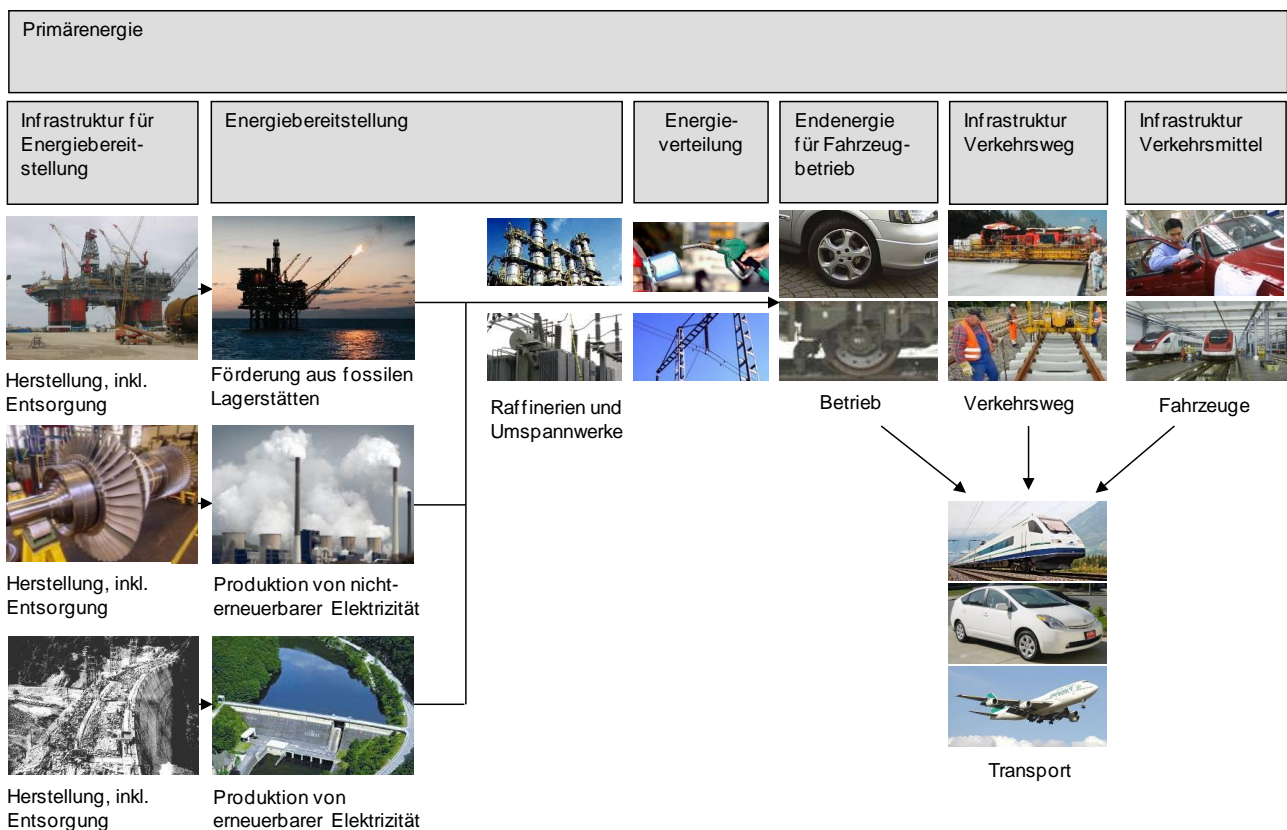 Primärenergie
Infrastruktur für
Energiebereit-
stellung
Energiebereitstellung
Energie-
verteilung
Endenergie
für Fahrzeug-
betrieb
Infrastruktur
Verkehrsweg
Infrastruktur
Verkehrsmittel
Herstellung, inkl.
Entsorgung
Förderung aus fossilen
Lagerstätten
Raffinerien und
Umspannwerke
Betrieb
Verkehrsweg
Fahrzeuge
Herstellung, inkl.
Entsorgung
Produktion von nicht-
erneuerbarer Elektrizität
Transport
Herstellung, inkl.
Entsorgung
Produktion von
erneuerbarer Elektrizität